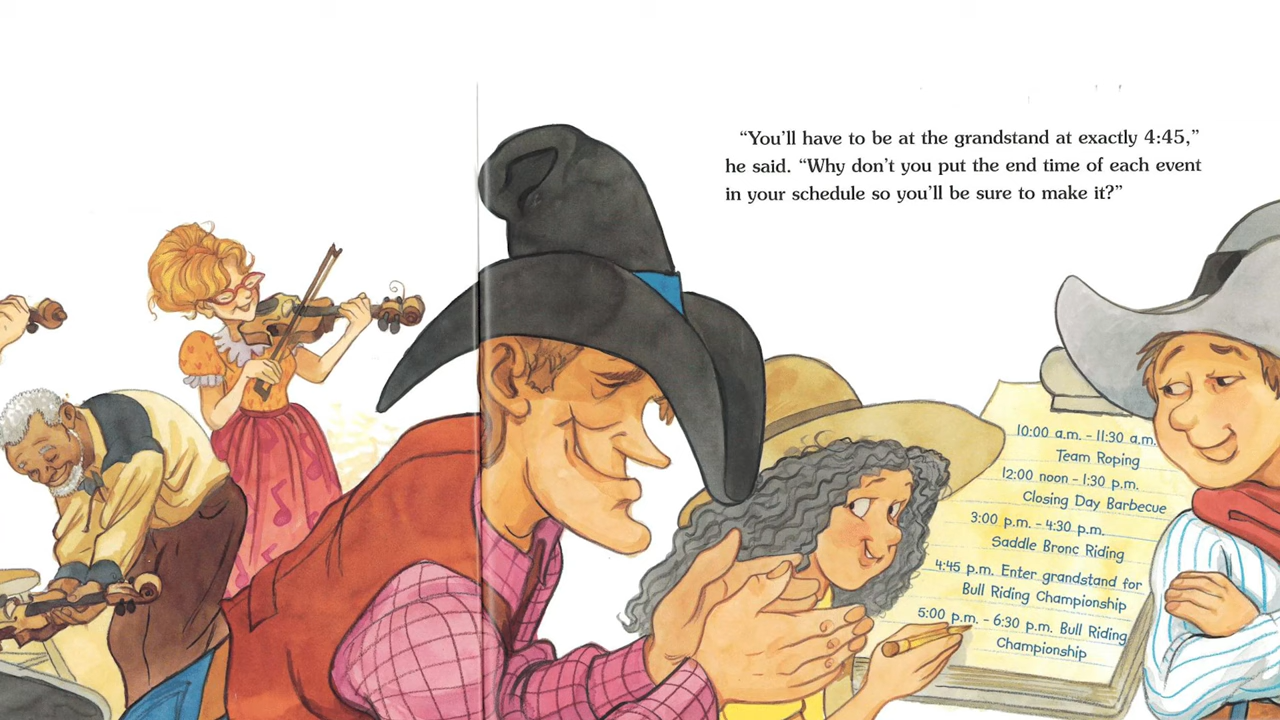 “You’ll have to be at the grandstand at exactly 4:45,”
he said. “Why don’t you put the end time of each event
in your schedule so you’ll be sure to make it?”
10:00 a.m. - 11:30 a.m.
Team Roping
12:00 noon - 1:30 p.m.
Closing Day Barbecue
3:00 p.m. - 4:30 p.m.
Saddle Bronc Riding
4:45 p.m. Enter grandstand for
Bull Riding Championship
5:00 p.m. - 6:30 p.m. Bull Riding
Championship